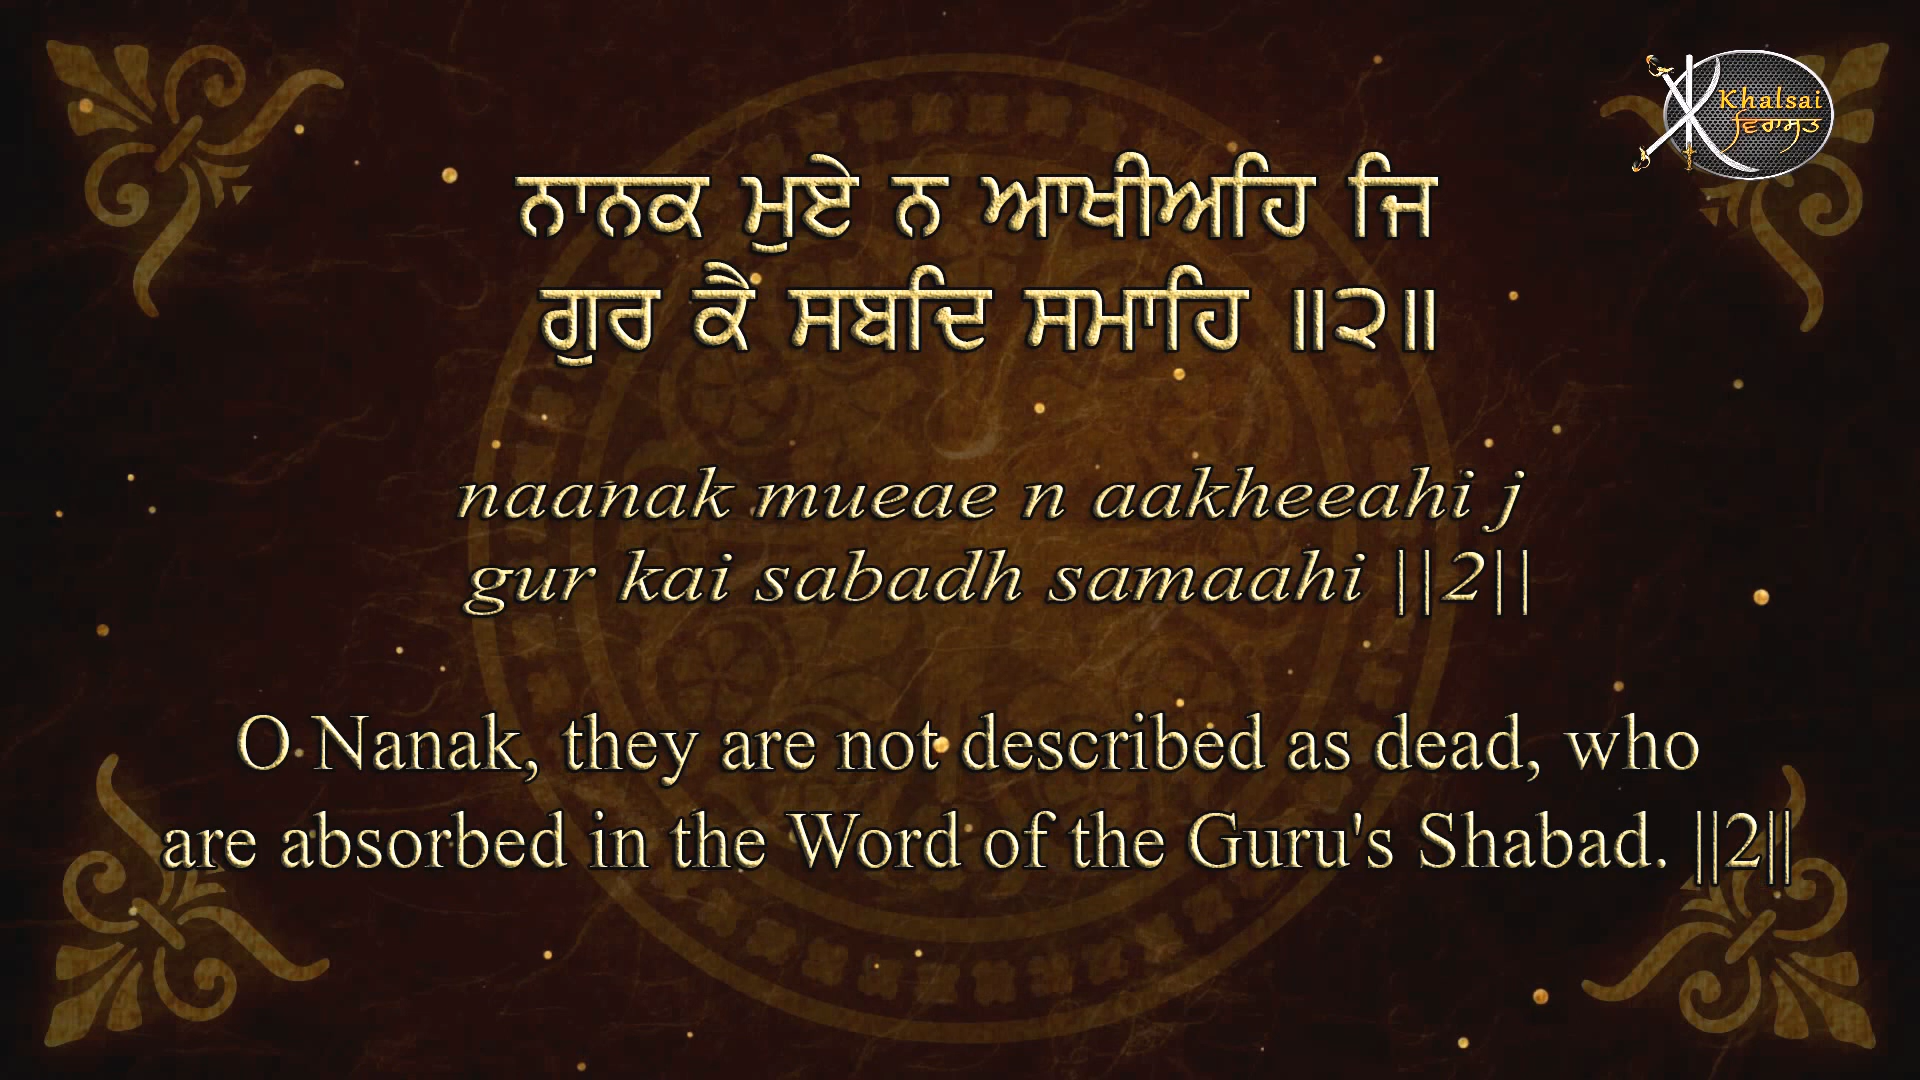 Khalsai
ਵਿਰਾਸਤ
ਨਾਨਕ ਮੁਏ ਨ ਆਖੀਅਹਿ ਜਿ
ਗੁਰ ਕੈ ਸਬਦਿ ਸਮਾਹਿ ॥੨॥
naanak mueae n aakheeahi j
gur kai sabadh samaahi ||2||
O Nanak, they are not described as dead, who
are absorbed in the Word of the Guru's Shabad. ||2||